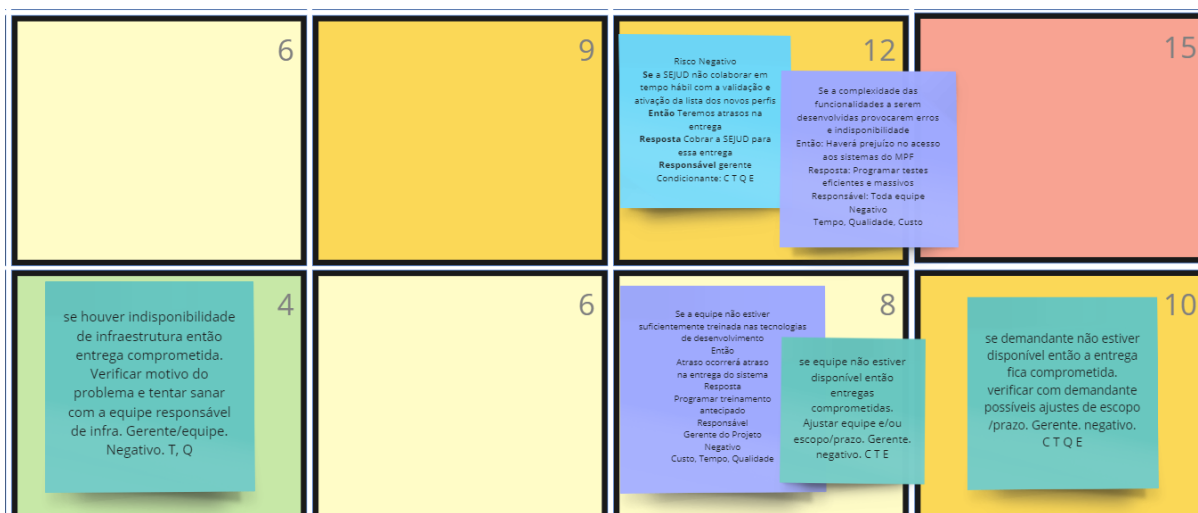 6
9
12
Risco Negativo
Se a SEJUD não colaborar em
tempo hábil com a validação e
ativação da lista dos novos perfis
Então Teremos atrasos na
entrega
Resposta Cobrar a SEJUD para
essa entrega
Responsável gerente
Condicionante: C T Q E
Se a complexidade das
funcionalidades a serem
desenvolvidas provocarem erros
e indisponibilidade
Então: Haverá prejuízo no acesso
aos sistemas do MPF
Resposta: Programar testes
eficientes e massivos
Responsável: Toda equipe
Negativo
Tempo, Qualidade, Custo
15
4
se houver indisponibilidade
de infraestrutura então
entrega comprometida.
Verificar motivo do
problema e tentar sanar
com a equipe responsável
de infra. Gerente/equipe.
Negativo. T, Q
6
8
Se a equipe não estiver
suficientemente treinada nas tecnologias
de desenvolvimento
Então
Atraso ocorrerá atraso
na entrega do sistema
Resposta
Programar treinamento
antecipado
Responsável
Gerente do Projeto
Negativo
Custo, Tempo, Qualidade
se equipe não estiver
disponível então
entregas
comprometidas.
Ajustar equipe e/ou
escopo/prazo. Gerente.
negativo. C T E
10
se demandante não estiver
disponível então a entrega
fica comprometida.
verificar com demandante
possíveis ajustes de escopo
/prazo. Gerente. negativo.
C T Q E